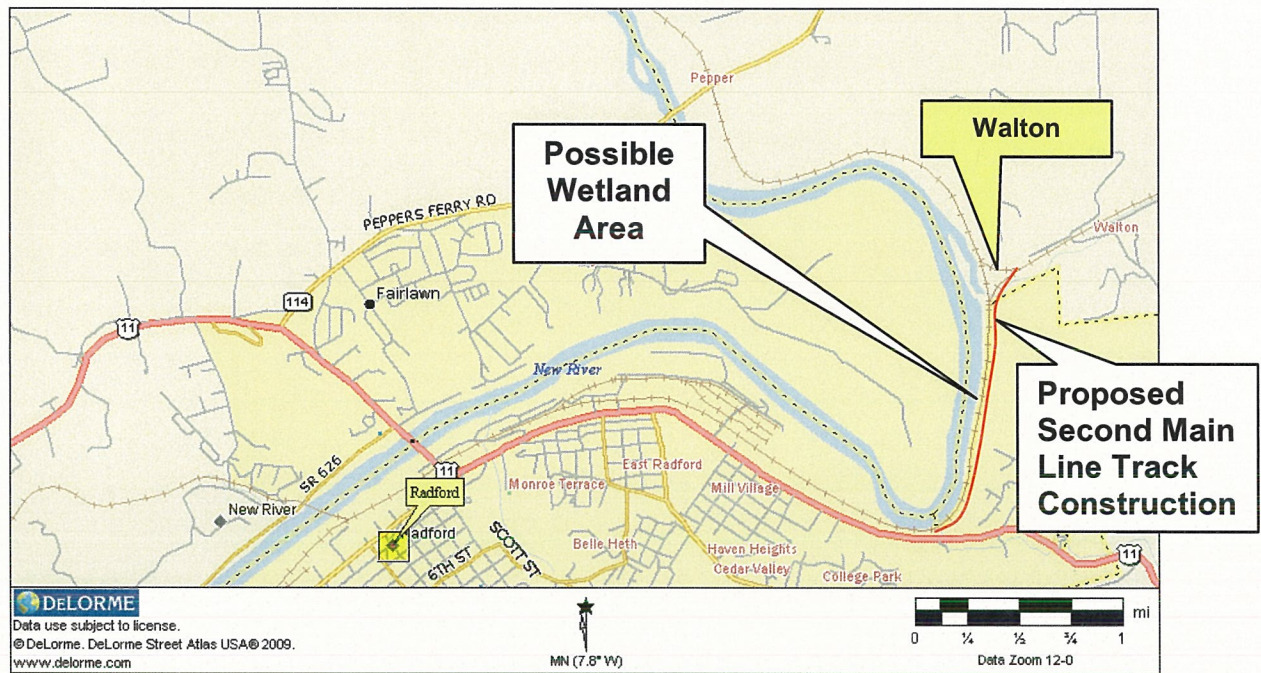 Pepper
Walton
Possible
Wetland
Area
PEPPERS FERRY RD
Walton
114
Fairlawn
11
New River
Proposed
Second Main
Line Track
Construction
SR 626
11
East Radford
Radford
Monroe Terrace
Mill Village
New River
adford
SCOTT ST
6TH ST
Belle Heth
Haven Heights
Cedar Valley
College Park
11
DELORME
Data use subject to license.
© DeLorme. DeLorme Street Atlas USA® 2009.
www.delorme.com
MN (7.8° W)
mi
0 ¼ ½ ¾ 1
Data Zoom 12-0